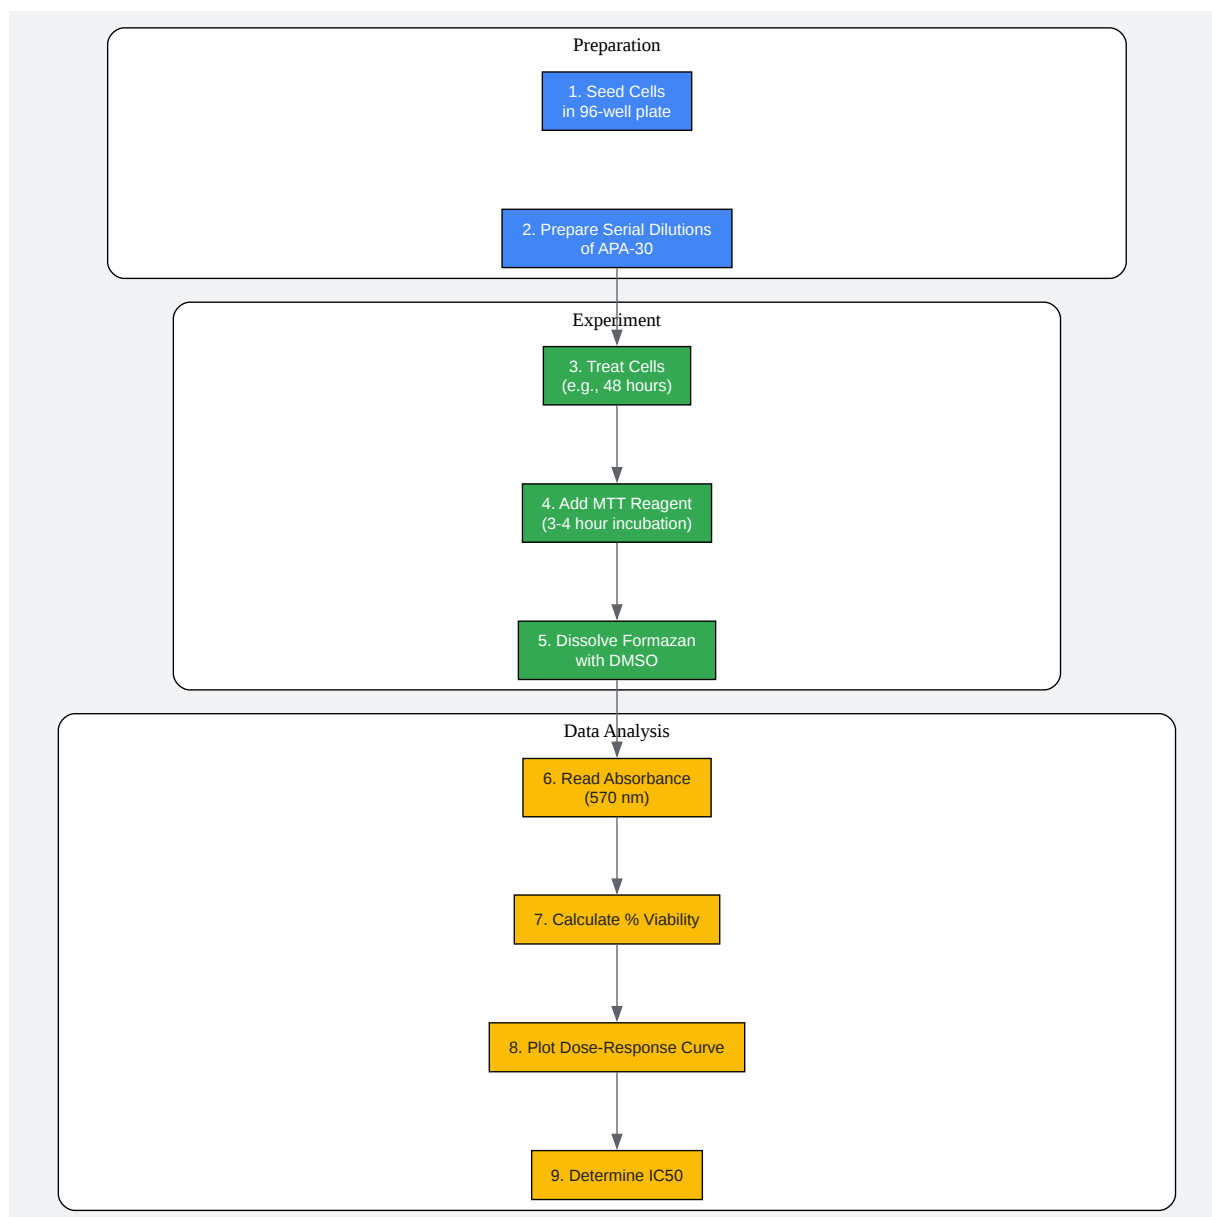 Preparation
1. Seed Cells
in 96-well plate
2. Prepare Serial Dilutions
of APA-30
Experiment
3. Treat Cells
(e.g., 48 hours)
4. Add MTT Reagent
(3-4 hour incubation)
5. Dissolve Formazan
with DMSO
Data Analysis
6. Read Absorbance
(570 nm)
7. Calculate % Viability
8. Plot Dose-Response Curve
9. Determine IC50